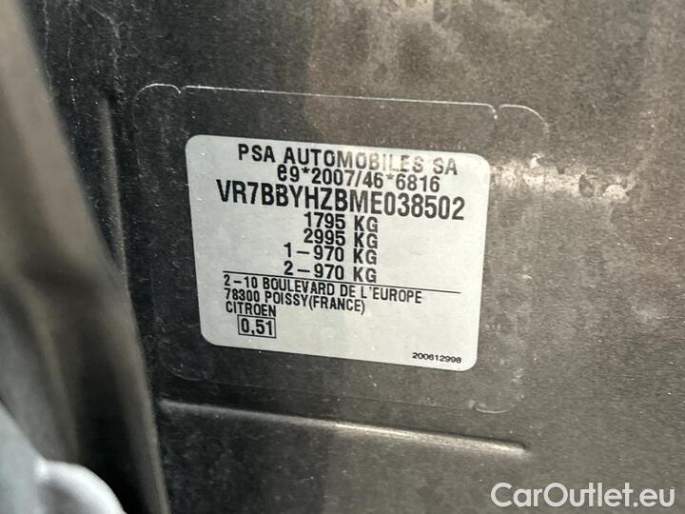 PSA AUTOMOBILES SA
e9*2007/46*6816
VR7BBYHZBME038502
1795 KG
2995 KG
1-970 KG
2-970 KG
2-10 BOULEVARD DE L'EUROPE
78300 POISSY(FRANCE)
CITROEN
0,51
200612998
CarOutlet.eu